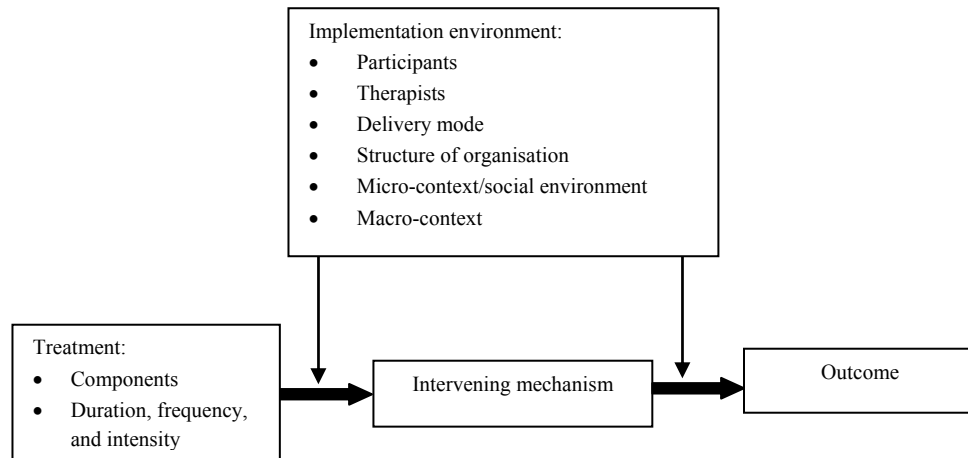 Implementation environment:
• Participants
• Therapists
• Delivery mode
• Structure of organisation
• Micro-context/social environment
• Macro-context
Treatment:
• Components
• Duration, frequency,
and intensity
Intervening mechanism
Outcome